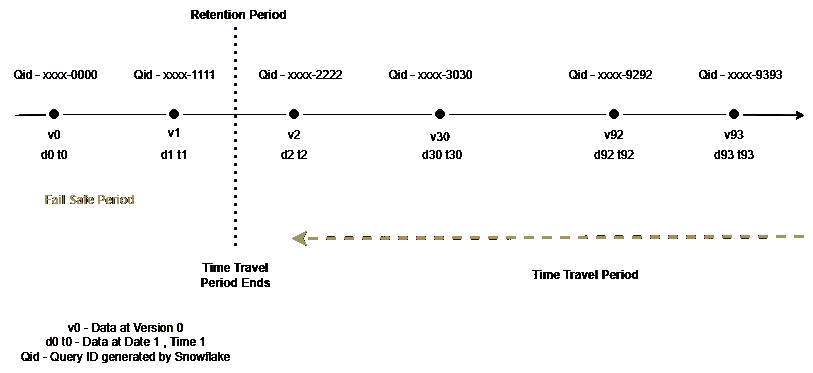 Retention Period
Qid - xxxx-0000
Qid - xxxx-1111
Qid - xxxx-2222
Qid - xxxx-3030
Qid - xxxx-9292
Qid - xxxx-9393
v0
v1
v2
v30
v92
v93
d0 t0
d1 t1
d2 t2
d30 t30
d92 t92
d93 t93
Fail Safe Period
Time Travel
Period Ends
Time Travel Period
v0 - Data at Version 0
d0 t0 - Data at Date 1 , Time 1
Qid - Query ID generated by Snowflake